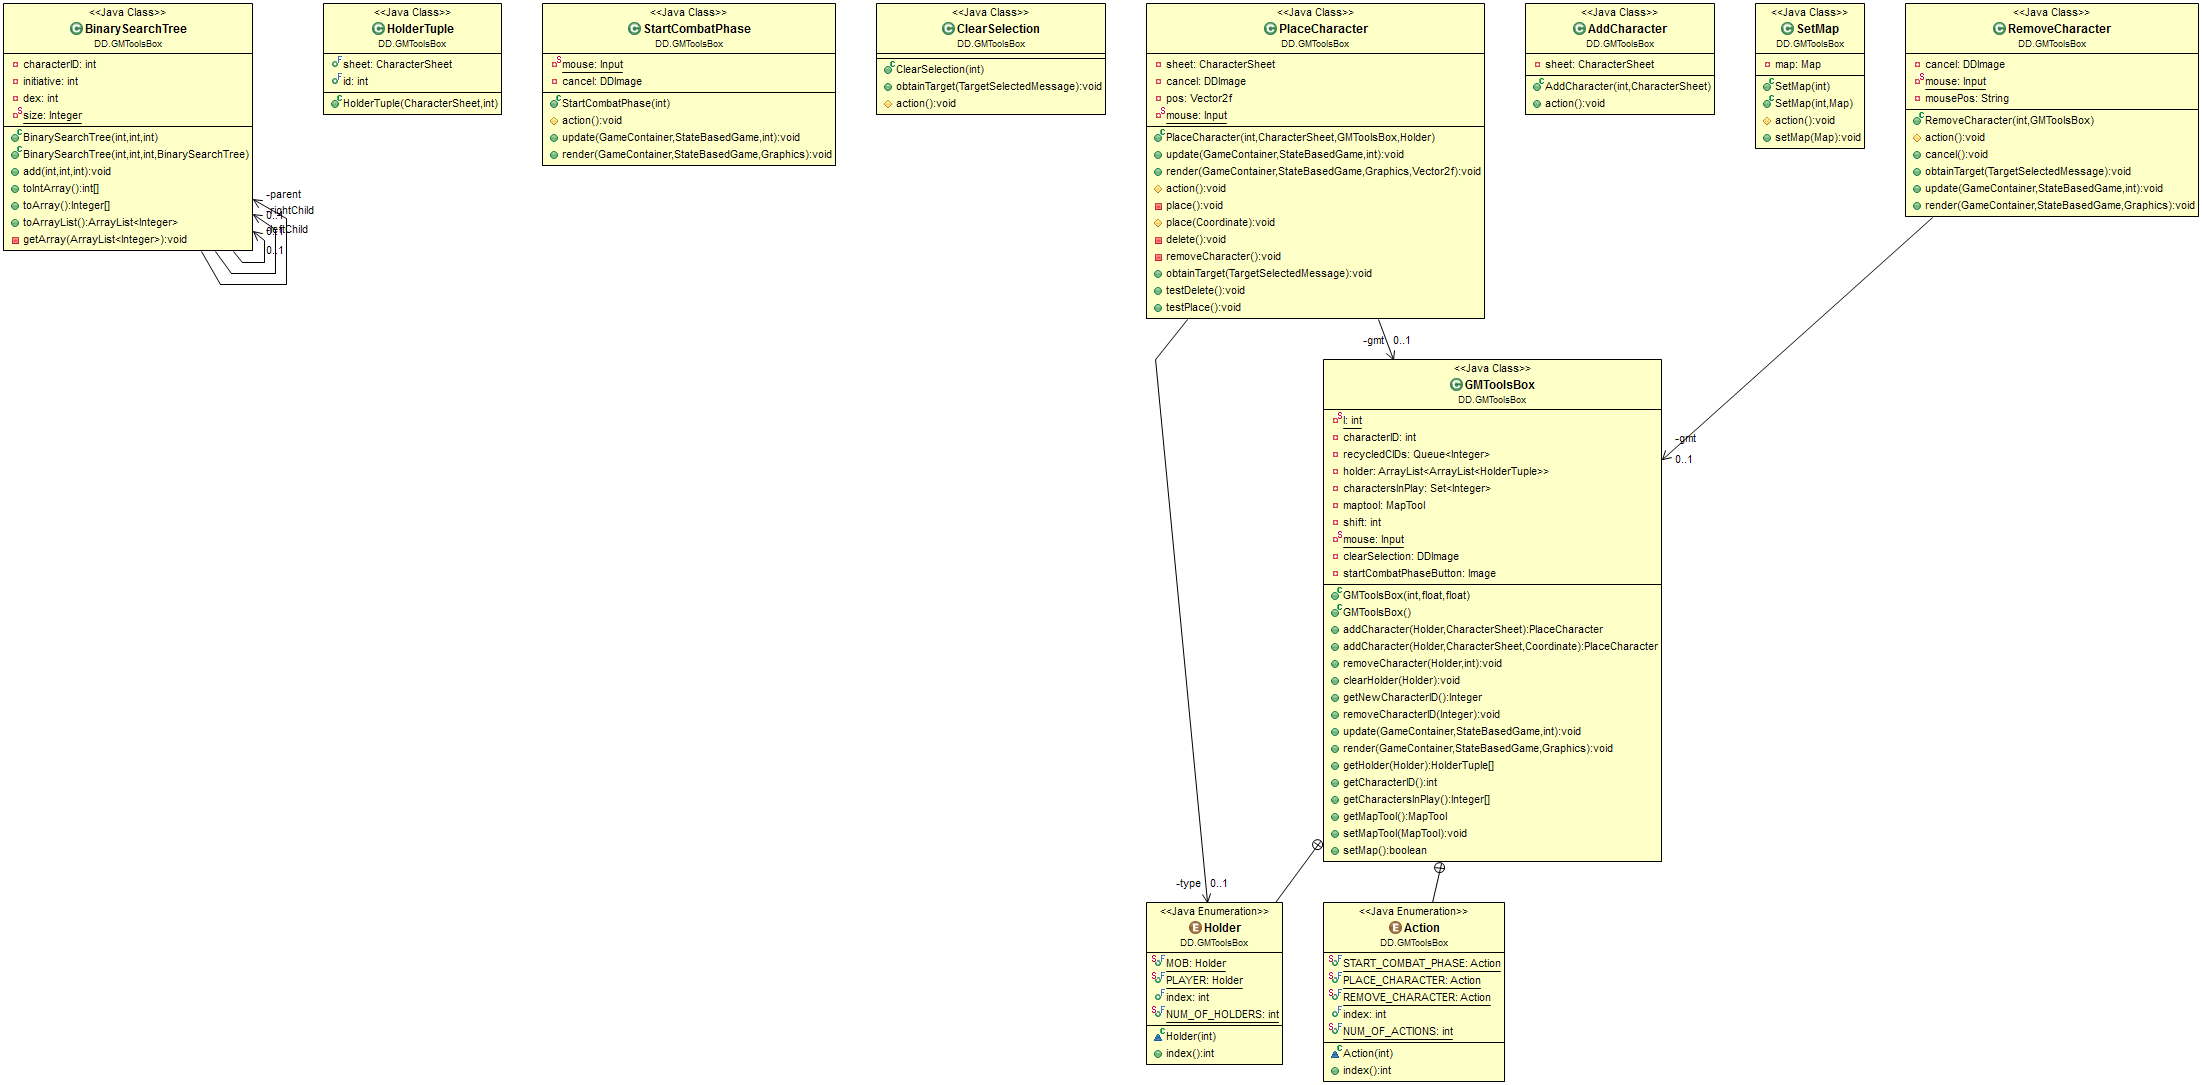 <<Java Class>>
BinarySearchTree
DD.GMToolsBox
characterID: int
initiative: int
dex: int
size: Integer
BinarySearchTree(int,int,int)
BinarySearchTree(int,int,int,BinarySearchTree)
add(int,int,int):void
toIntArray():int[]
toArray():Integer[]
toArrayList():ArrayList<Integer>
getArray(ArrayList<Integer>):void
-parent
-rightChild
0..1
-leftChild
0..1
0..1
<<Java Class>>
HolderTuple
DD.GMToolsBox
sheet: CharacterSheet
id: int
HolderTuple(CharacterSheet,int)
<<Java Class>>
StartCombatPhase
DD.GMToolsBox
mouse: Input
cancel: DDImage
StartCombatPhase(int)
action():void
update(GameContainer,StateBasedGame,int):void
render(GameContainer,StateBasedGame,Graphics):void
<<Java Class>>
ClearSelection
DD.GMToolsBox
ClearSelection(int)
obtainTarget(TargetSelectedMessage):void
action():void
<<Java Class>>
PlaceCharacter
DD.GMToolsBox
sheet: CharacterSheet
cancel: DDImage
pos: Vector2f
mouse: Input
PlaceCharacter(int,CharacterSheet,GMToolsBox,Holder)
update(GameContainer,StateBasedGame,int):void
render(GameContainer,StateBasedGame,Graphics,Vector2f):void
action():void
place():void
place(Coordinate):void
delete():void
removeCharacter():void
obtainTarget(TargetSelectedMessage):void
testDelete():void
testPlace():void
<<Java Class>>
AddCharacter
DD.GMToolsBox
sheet: CharacterSheet
AddCharacter(int,CharacterSheet)
action():void
<<Java Class>>
SetMap
DD.GMToolsBox
map: Map
SetMap(int)
SetMap(int,Map)
action():void
setMap(Map):void
<<Java Class>>
RemoveCharacter
DD.GMToolsBox
cancel: DDImage
mouse: Input
mousePos: String
RemoveCharacter(int,GMToolsBox)
action():void
cancel():void
obtainTarget(TargetSelectedMessage):void
update(GameContainer,StateBasedGame,int):void
render(GameContainer,StateBasedGame,Graphics):void
-gmt 0..1
-gmt
0..1
<<Java Class>>
GMToolsBox
DD.GMToolsBox
I: int
characterID: int
recycledCIDs: Queue<Integer>
holder: ArrayList<ArrayList<HolderTuple>>
charactersInPlay: Set<Integer>
maptool: MapTool
shift: int
mouse: Input
clearSelection: DDImage
startCombatPhaseButton: Image
GMToolsBox(int,float,float)
GMToolsBox()
addCharacter(Holder,CharacterSheet):PlaceCharacter
addCharacter(Holder,CharacterSheet,Coordinate):PlaceCharacter
removeCharacter(Holder,int):void
clearHolder(Holder):void
getNewCharacterID():Integer
removeCharacterID(Integer):void
update(GameContainer,StateBasedGame,int):void
render(GameContainer,StateBasedGame,Graphics):void
getHolder(Holder):HolderTuple[]
getCharacterID():int
getCharactersInPlay():Integer[]
getMapTool():MapTool
setMapTool(MapTool):void
setMap():boolean
-type 0..1
<<Java Enumeration>>
Holder
DD.GMToolsBox
MOB: Holder
PLAYER: Holder
index: int
NUM_OF_HOLDERS: int
Holder(int)
index():int
<<Java Enumeration>>
Action
DD.GMToolsBox
START_COMBAT_PHASE: Action
PLACE_CHARACTER: Action
REMOVE_CHARACTER: Action
index: int
NUM_OF_ACTIONS: int
Action(int)
index():int